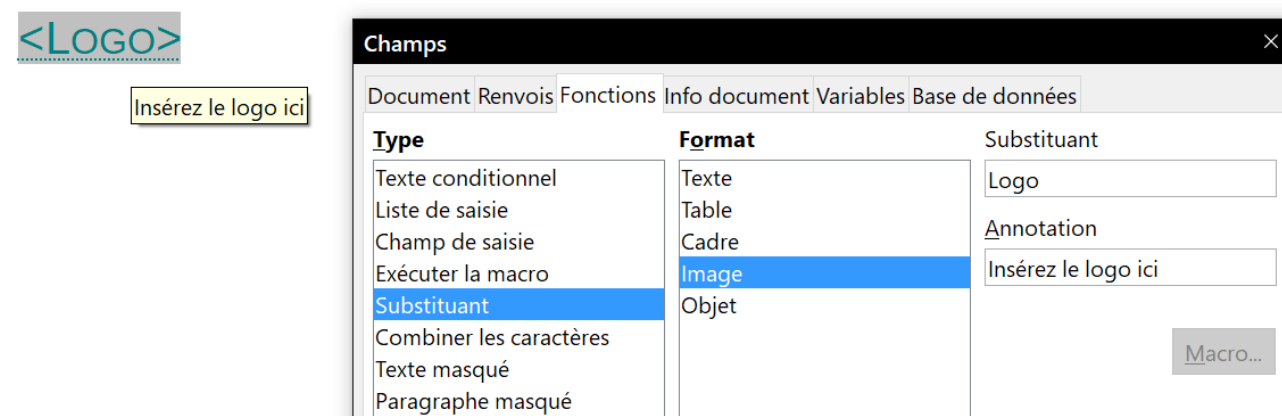 <LOGO>
Insérez le logo ici
Champs
Document Renvois Fonctions Info document Variables Base de données
Type
Texte conditionnel
Liste de saisie
Champ de saisie
Exécuter la macro
Substituant
Combiner les caractères
Texte masqué
Paragraphe masqué
Format
Texte
Table
Cadre
Image
Objet
Substituant
Logo
Annotation
Insérez le logo ici
Macro...